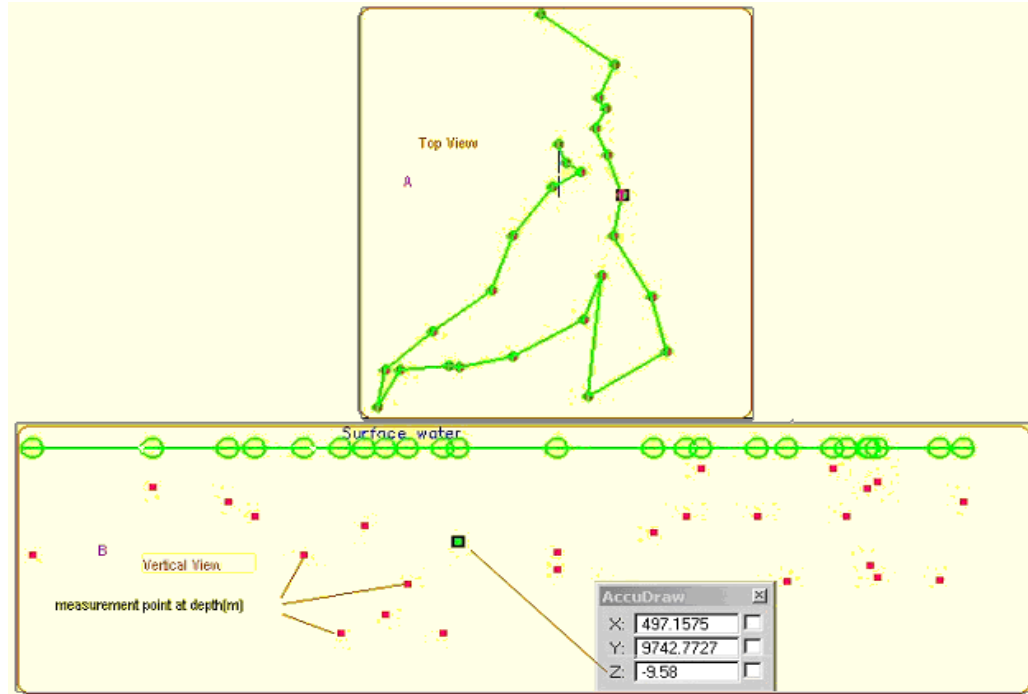 Top View
A
Surface water
B
Vertical View
measurement point at depth(m)
AccuDraw
X: 497.1575
Y: 9742.7727
Z: -9.58